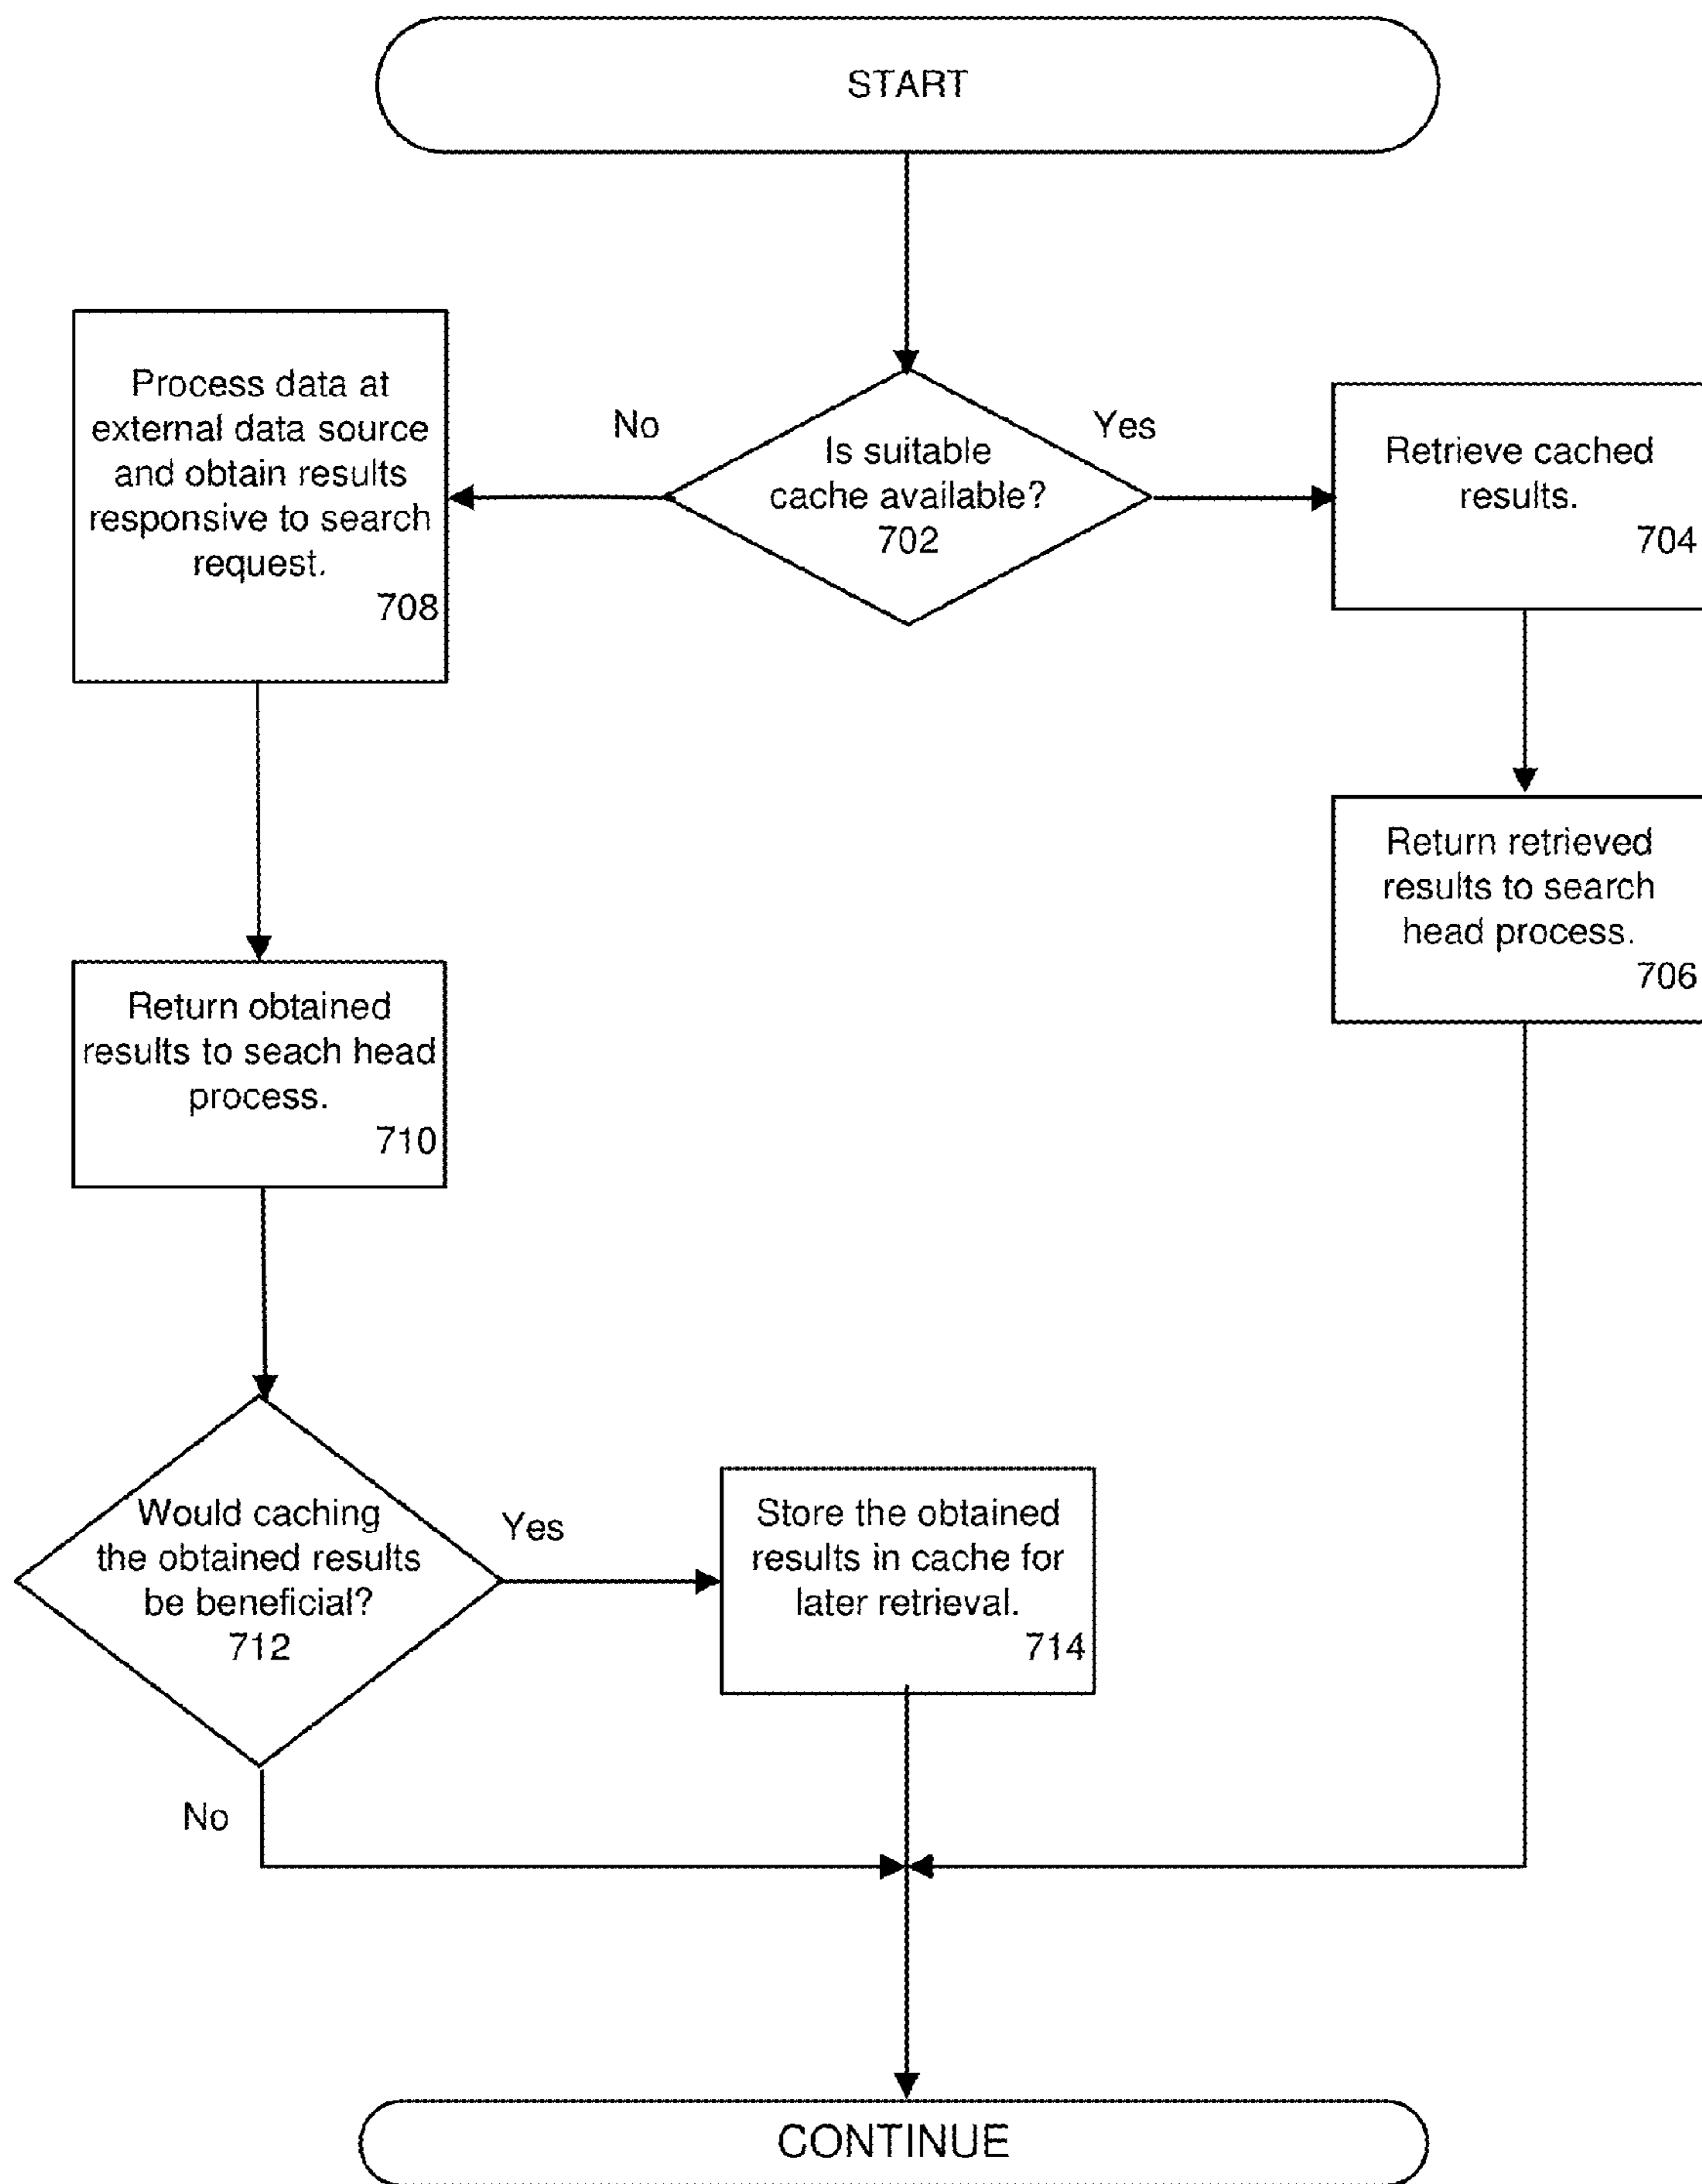 START
No
Yes
Is suitable
cache available?
702
Process data at
external data source
and obtain results
responsive to search
request.
708
Retrieve cached
results.
704
Return retrieved
results to search
head process.
706
Return obtained
results to seach head
process.
710
Would caching
the obtained results
be beneficial?
712
Yes
Store the obtained
results in cache for
later retrieval.
714
No
CONTINUE